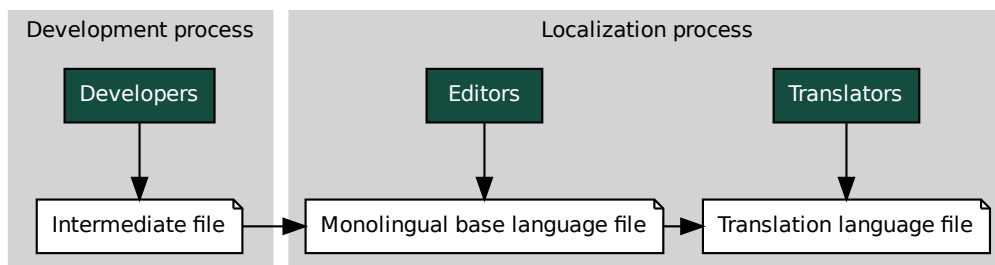 Development process
Localization process
Developers
Editors
Translators
Intermediate file
Monolingual base language file
Translation language file